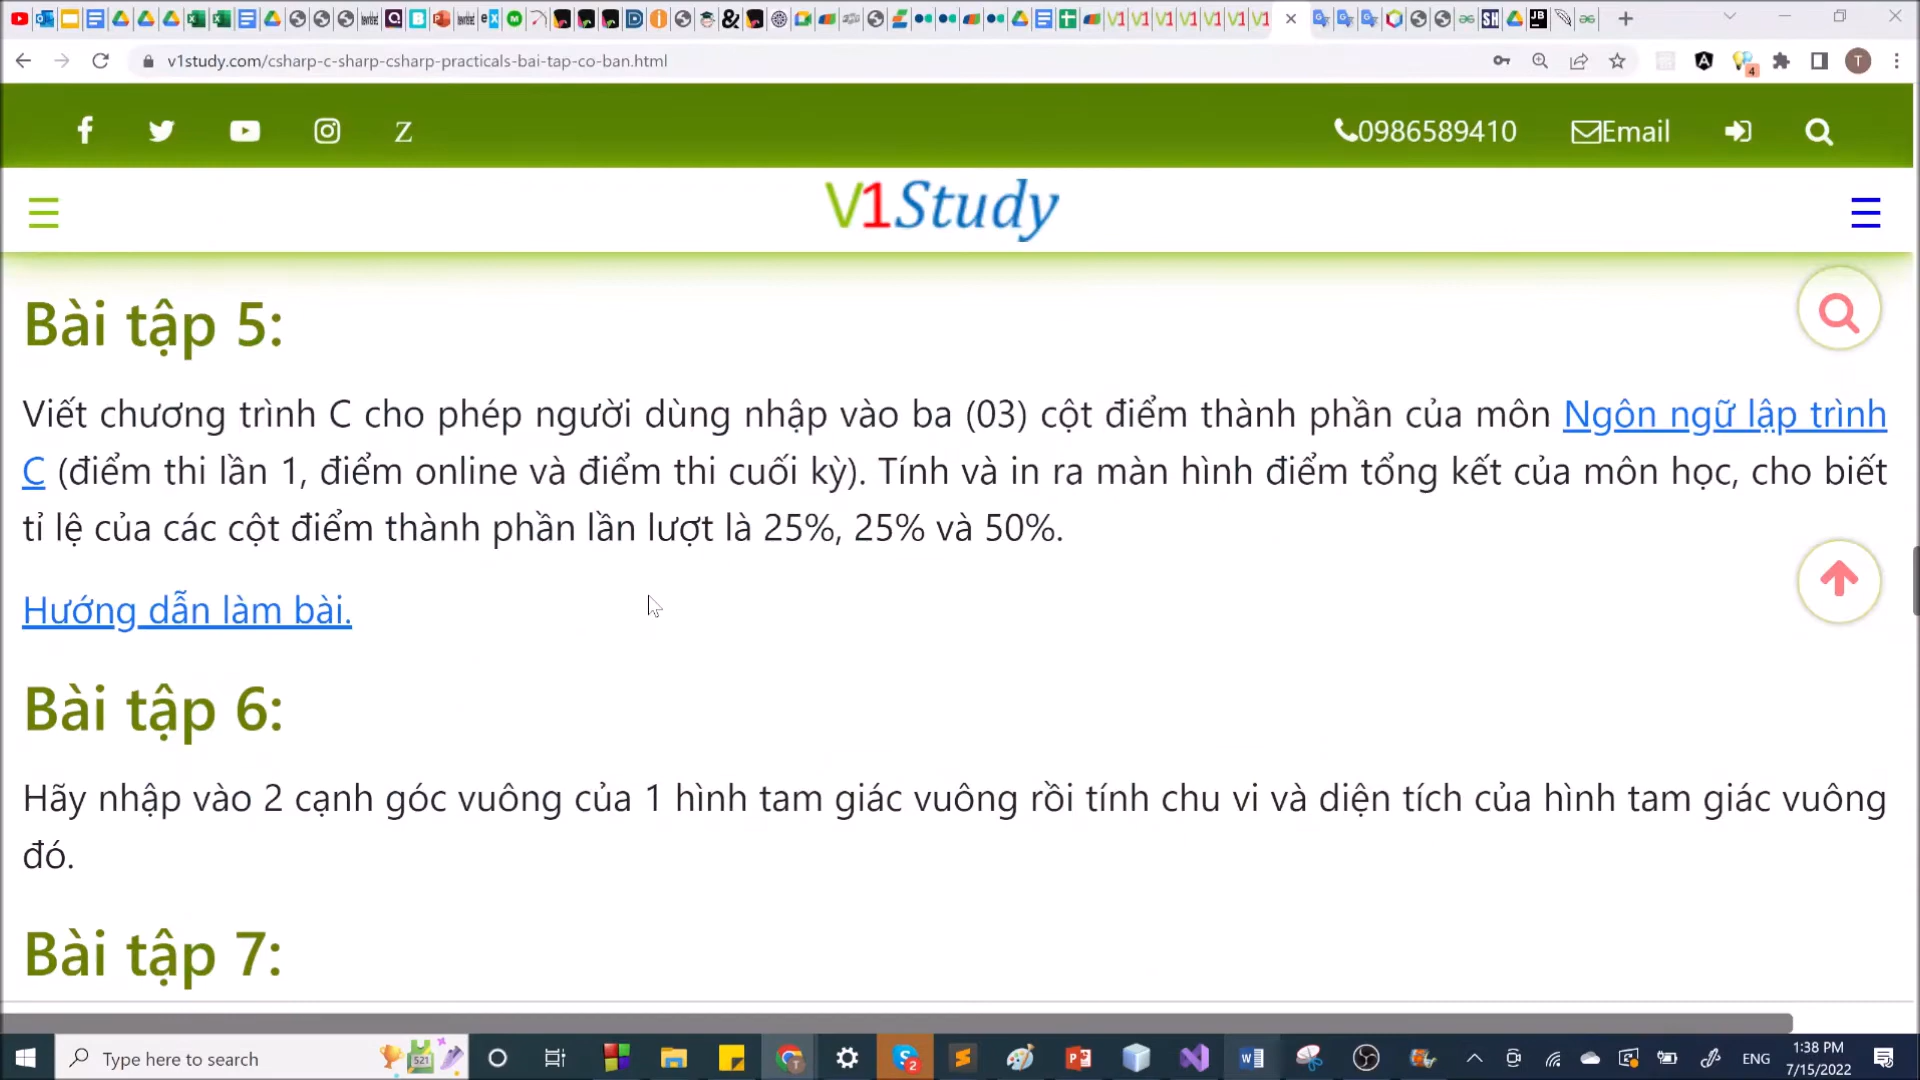 v1study.com/csharp-c-sharp-csharp-practicals-bai-tap-co-ban.html
0986589410 Email
V1Study
Bài tập 5:
Viết chương trình C cho phép người dùng nhập vào ba (03) cột điểm thành phần của môn Ngôn ngữ lập trình
C (điểm thi lần 1, điểm online và điểm thi cuối kỳ). Tính và in ra màn hình điểm tổng kết của môn học, cho biết
tỉ lệ của các cột điểm thành phần lần lượt là 25%, 25% và 50%.
Hướng dẫn làm bài.
Bài tập 6:
Hãy nhập vào 2 cạnh góc vuông của 1 hình tam giác vuông rồi tính chu vi và diện tích của hình tam giác vuông
đó.
Bài tập 7:
Type here to search
ENG
1:38 PM
7/15/2022